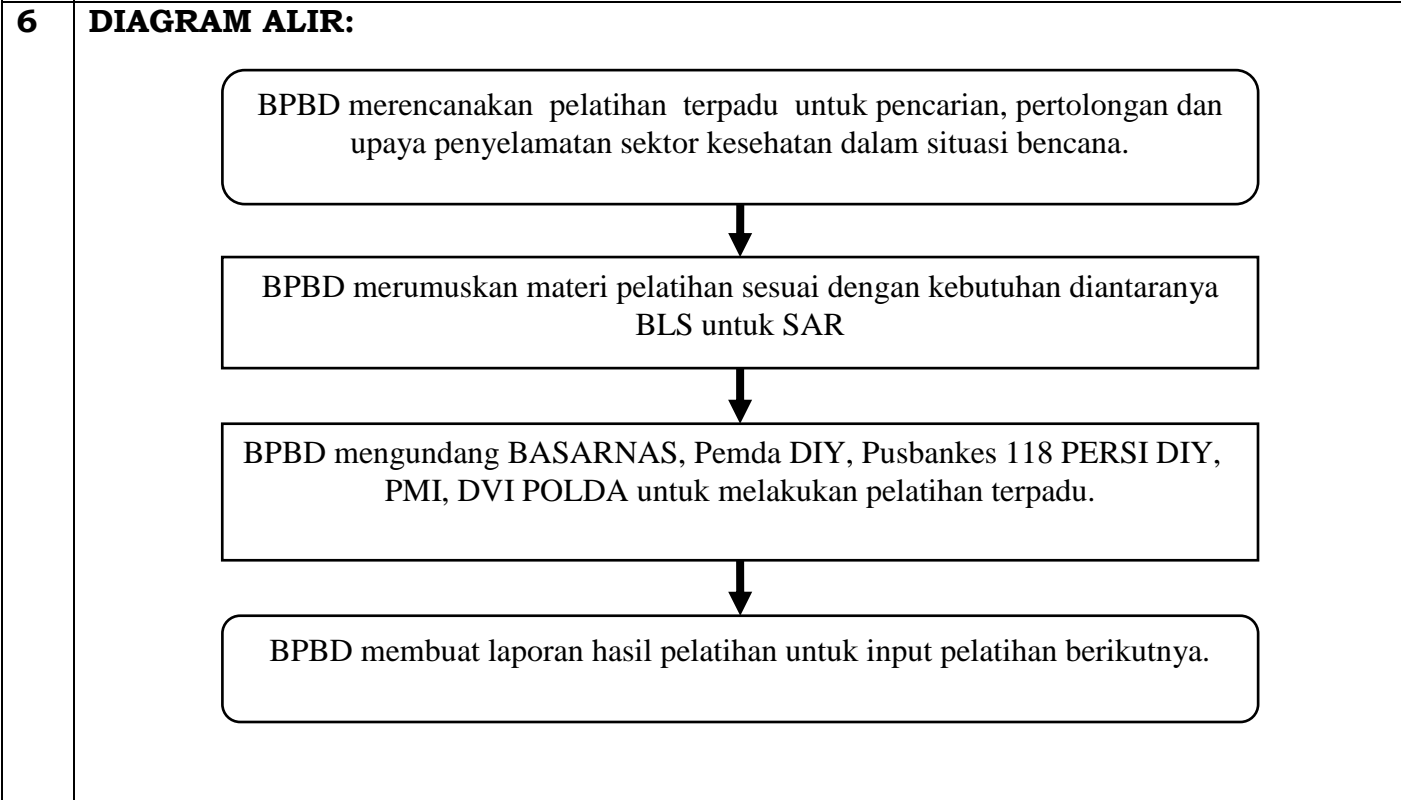 6 DIAGRAM ALIR:
BPBD merencanakan pelatihan terpadu untuk pencarian, pertolongan dan
upaya penyelamatan sektor kesehatan dalam situasi bencana.
BPBD merumuskan materi pelatihan sesuai dengan kebutuhan diantaranya
BLS untuk SAR
BPBD mengundang BASARNAS, Pemda DIY, Pusbankes 118 PERSI DIY,
PMI, DVI POLDA untuk melakukan pelatihan terpadu.
BPBD membuat laporan hasil pelatihan untuk input pelatihan berikutnya.